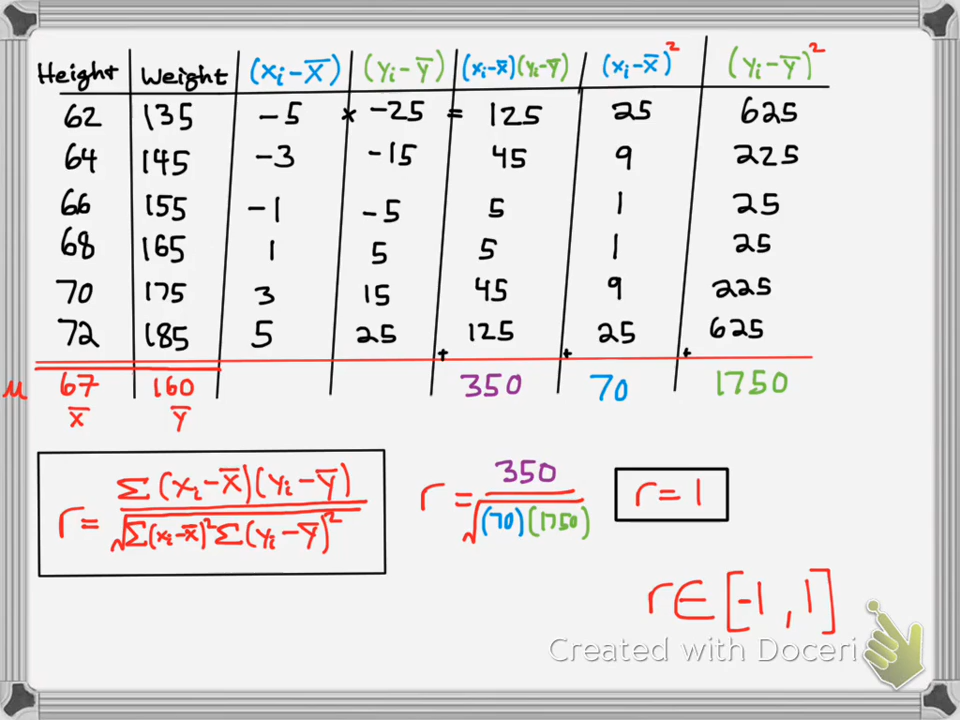 Height Weight (xᵢ-x̅) (yᵢ-y̅) (xᵢ-x̅)(yᵢ-y̅) (xᵢ-x̅)² (yᵢ-y̅)²
62 135 -5 × -25 = 125 25 625
64 145 -3 -15 45 9 225
66 155 -1 -5 5 1 25
68 165 1 5 5 1 25
70 175 3 15 45 9 225
72 185 5 25 + 125 + 25 + 625
μ 67 160 350 70 1750
x̅ y̅
r = Σ(xᵢ-x̅)(yᵢ-y̅) / √Σ(xᵢ-x̅)²Σ(yᵢ-y̅)²
r = 350 / √(70)(1750)
r = 1
r ∈ [-1, 1]
Created with Doceri